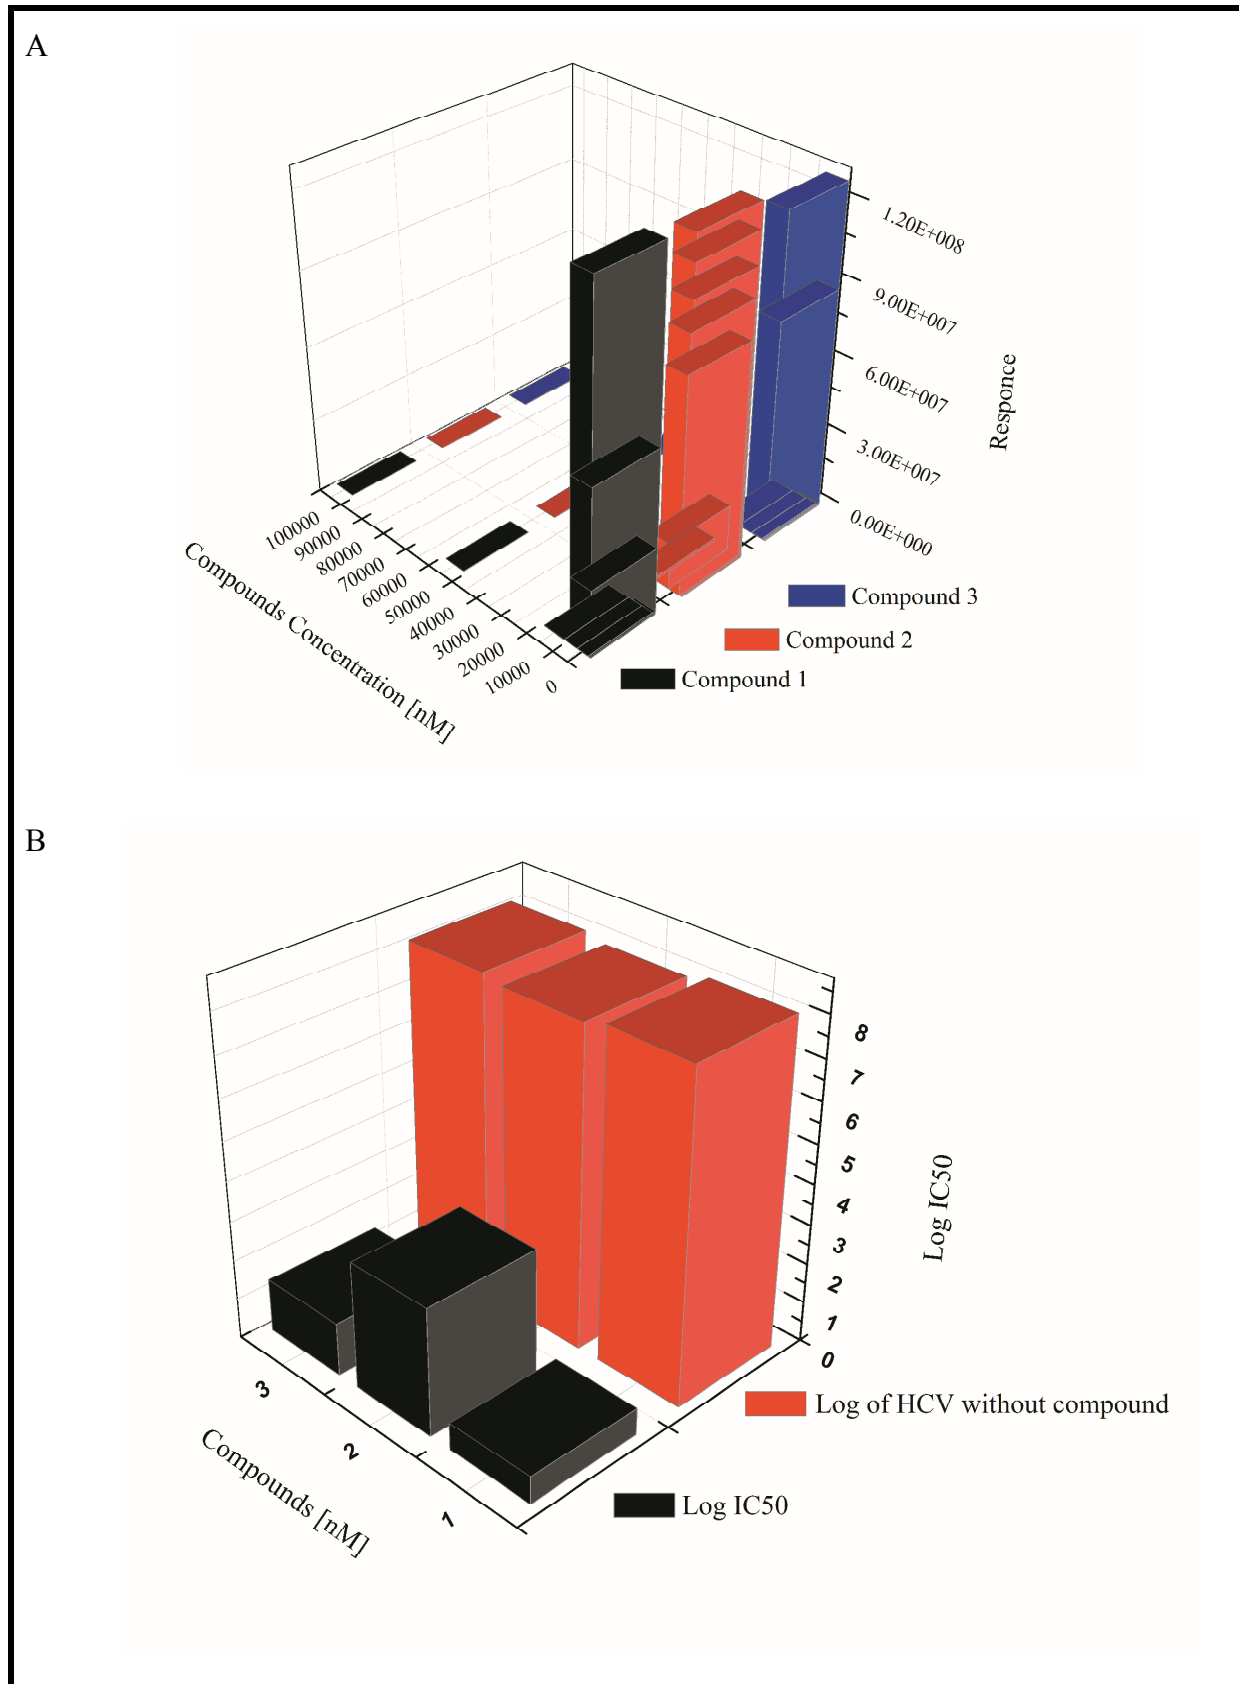 A
1.20E+008
9.00E+007
6.00E+007
3.00E+007
0.00E+000
Responce
100000
90000
80000
70000
60000
50000
40000
30000
20000
10000
0
Compounds Concentration [nM]
Compound 3
Compound 2
Compound 1
B
8
7
6
5
4
3
2
1
0
Log IC50
3
2
1
Compounds [nM]
Log of HCV without compound
Log IC50